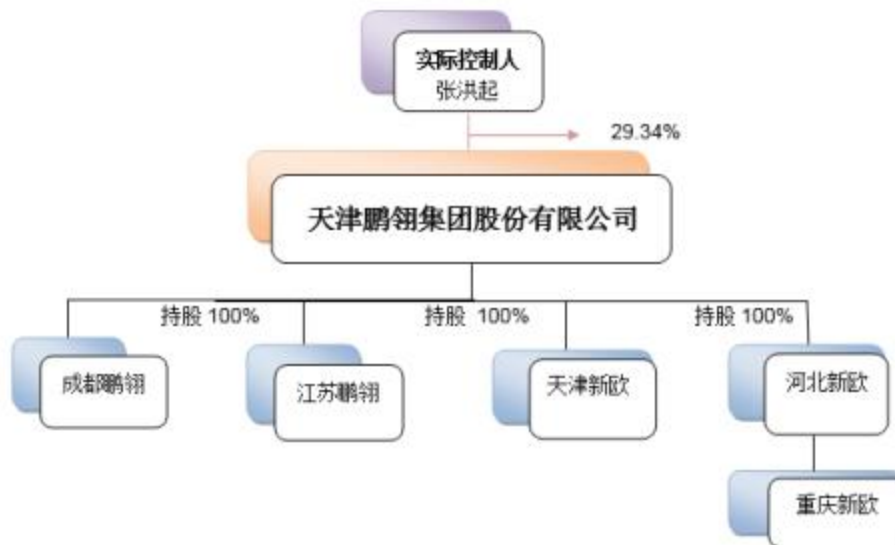 实际控制人
张洪起
29.34%
天津鹏翎集团股份有限公司
持股 100%
持股 100%
持股 100%
成都鹏翎
江苏鹏翎
天津新欧
河北新欧
重庆新欧